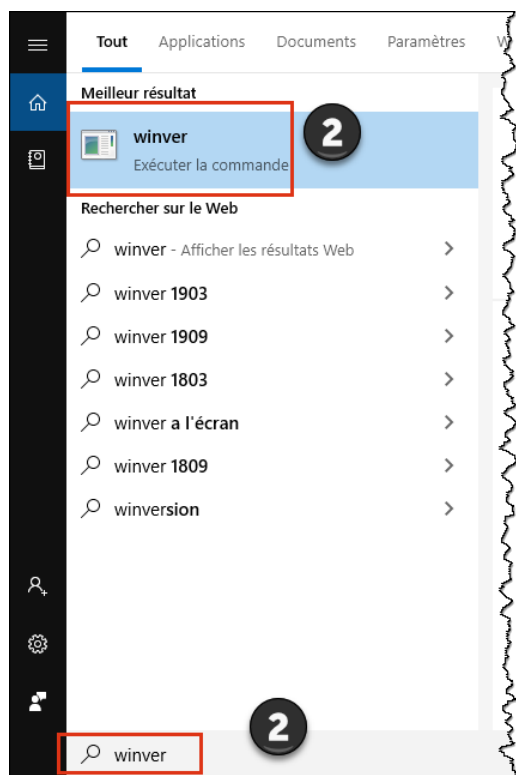 Tout Applications Documents Paramètres
Meilleur résultat
winver
Exécuter la commande
2
Rechercher sur le Web
winver - Afficher les résultats Web
winver 1903
winver 1909
winver 1803
winver a l'écran
winver 1809
winversion
2
winver